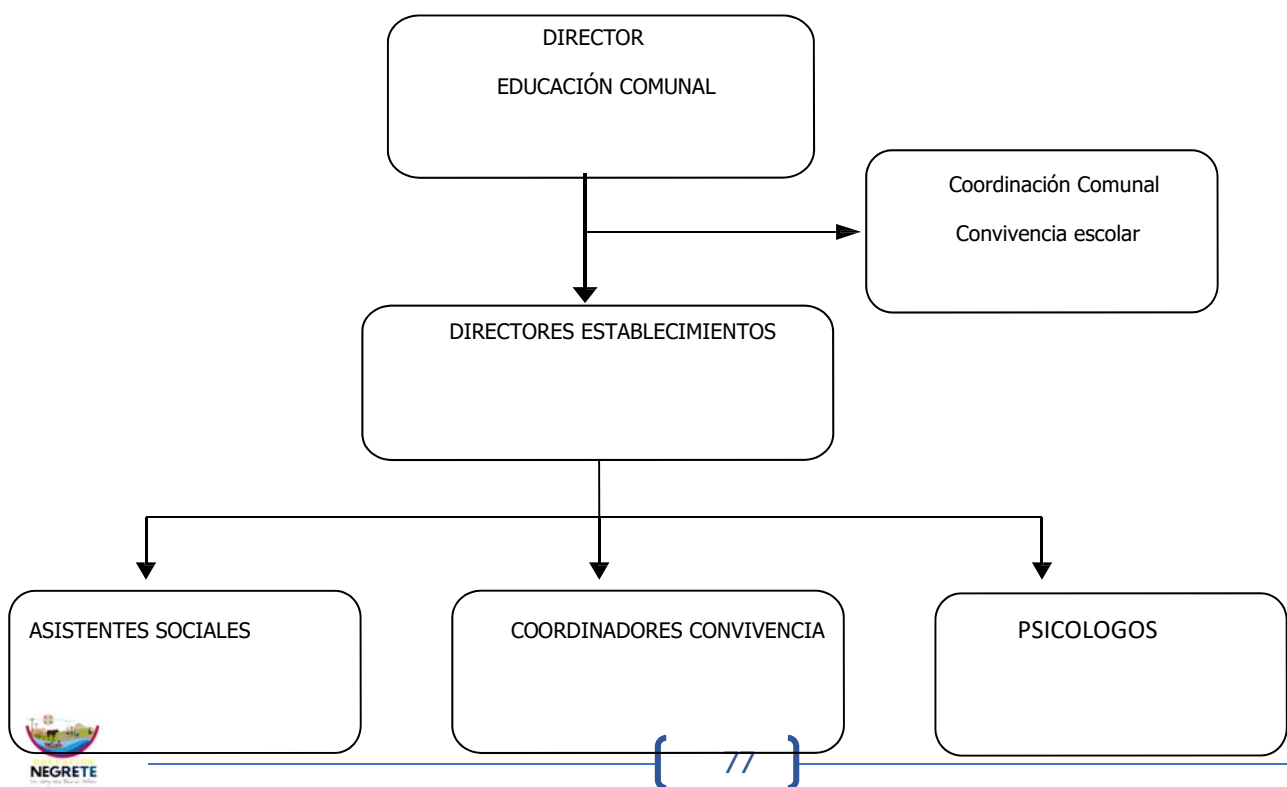 DIRECTOR
EDUCACIÓN COMUNAL
Coordinación Comunal
Convivencia escolar
DIRECTORES ESTABLECIMIENTOS
ASISTENTES SOCIALES
COORDINADORES CONVIVENCIA
PSICOLOGOS
NEGRETE
77